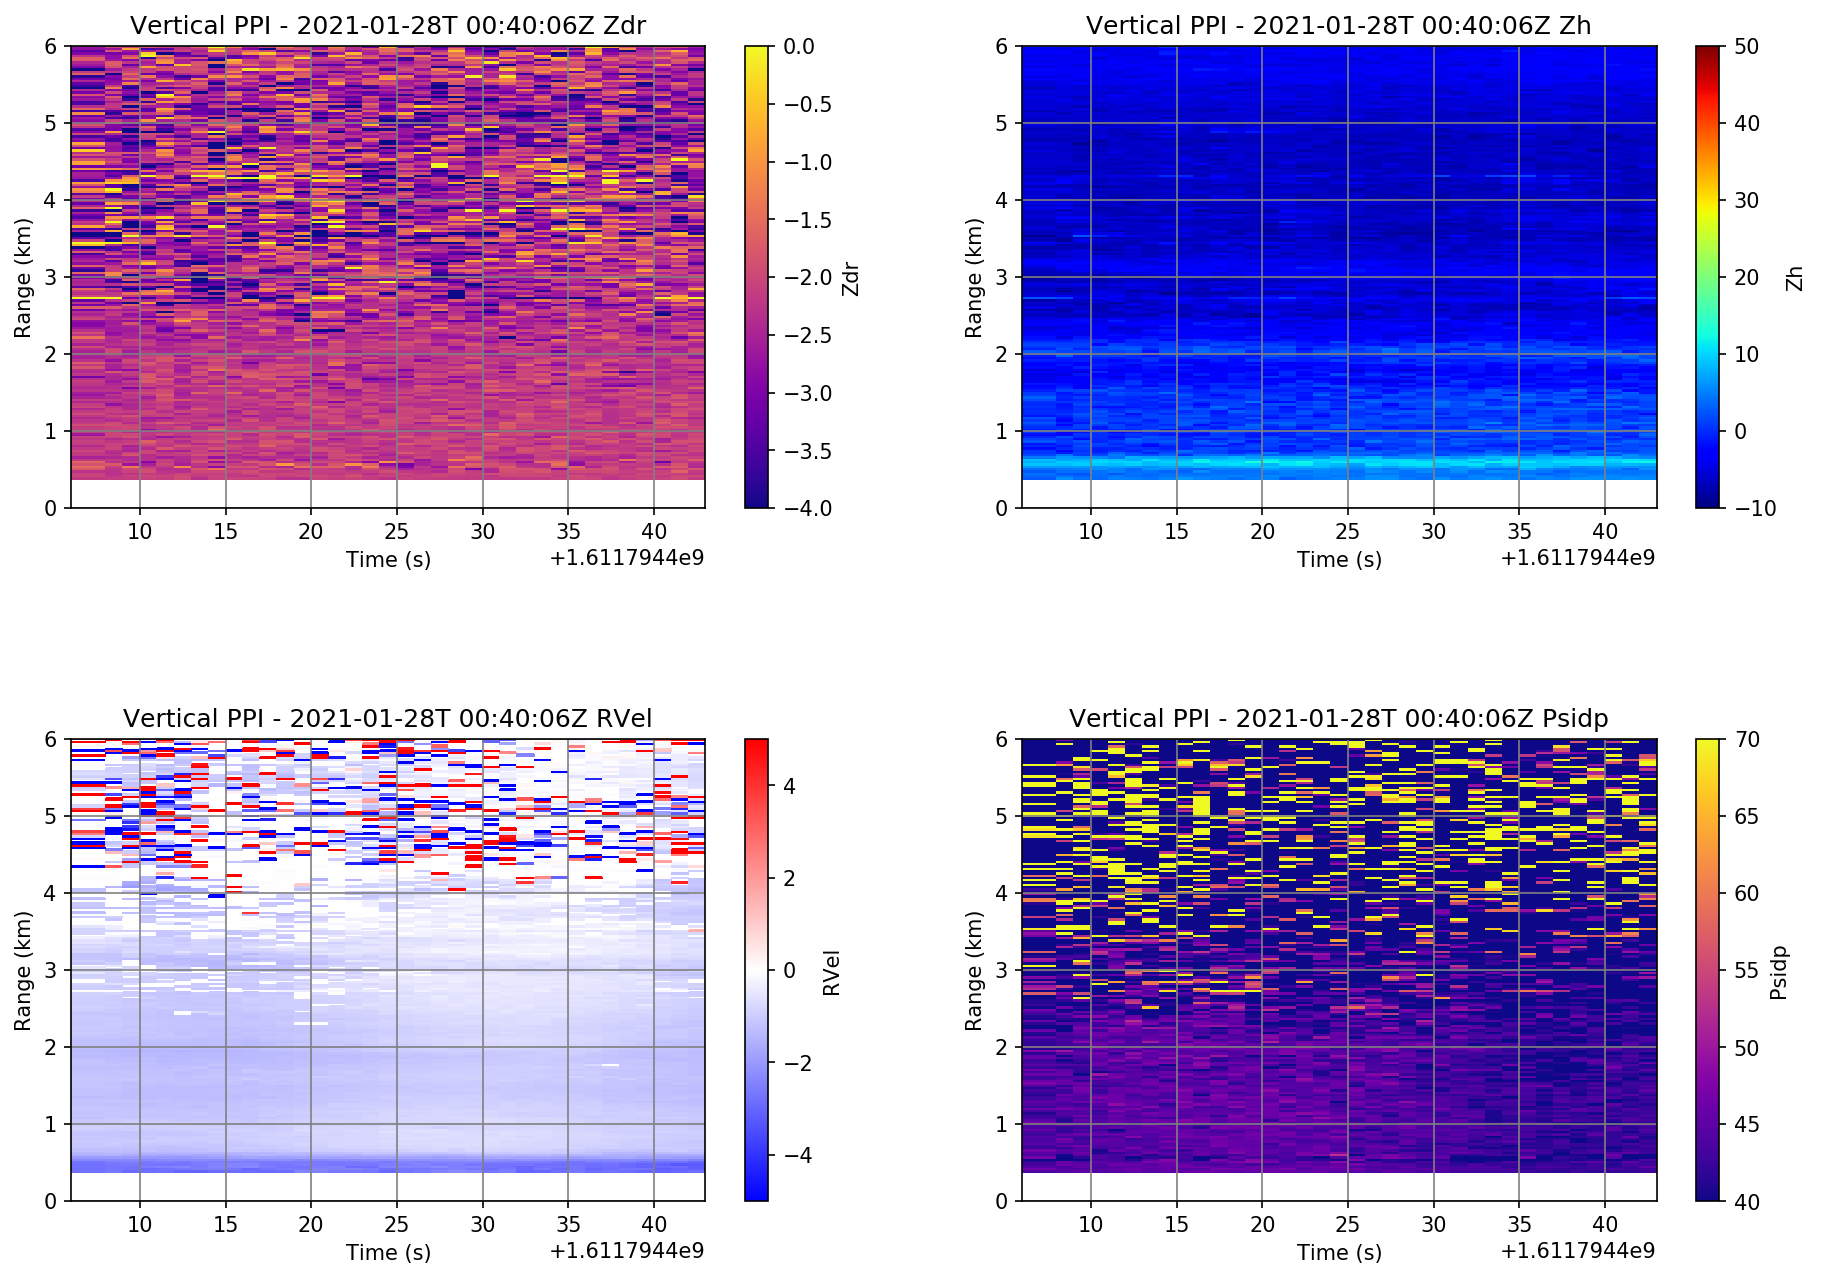 Vertical PPI - 2021-01-28T 00:40:06Z Zdr
6
5
4
3
2
1
0
Range (km)
10 15 20 25 30 35 40
Time (s)
+1.6117944e9
0.0
−0.5
−1.0
−1.5
−2.0
−2.5
−3.0
−3.5
−4.0
Zdr
Vertical PPI - 2021-01-28T 00:40:06Z Zh
6
5
4
3
2
1
0
Range (km)
10 15 20 25 30 35 40
Time (s)
+1.6117944e9
50
40
30
20
10
0
−10
Zh
Vertical PPI - 2021-01-28T 00:40:06Z RVel
6
5
4
3
2
1
0
Range (km)
10 15 20 25 30 35 40
Time (s)
+1.6117944e9
4
2
0
−2
−4
RVel
Vertical PPI - 2021-01-28T 00:40:06Z Psidp
6
5
4
3
2
1
0
Range (km)
10 15 20 25 30 35 40
Time (s)
+1.6117944e9
70
65
60
55
50
45
40
Psidp